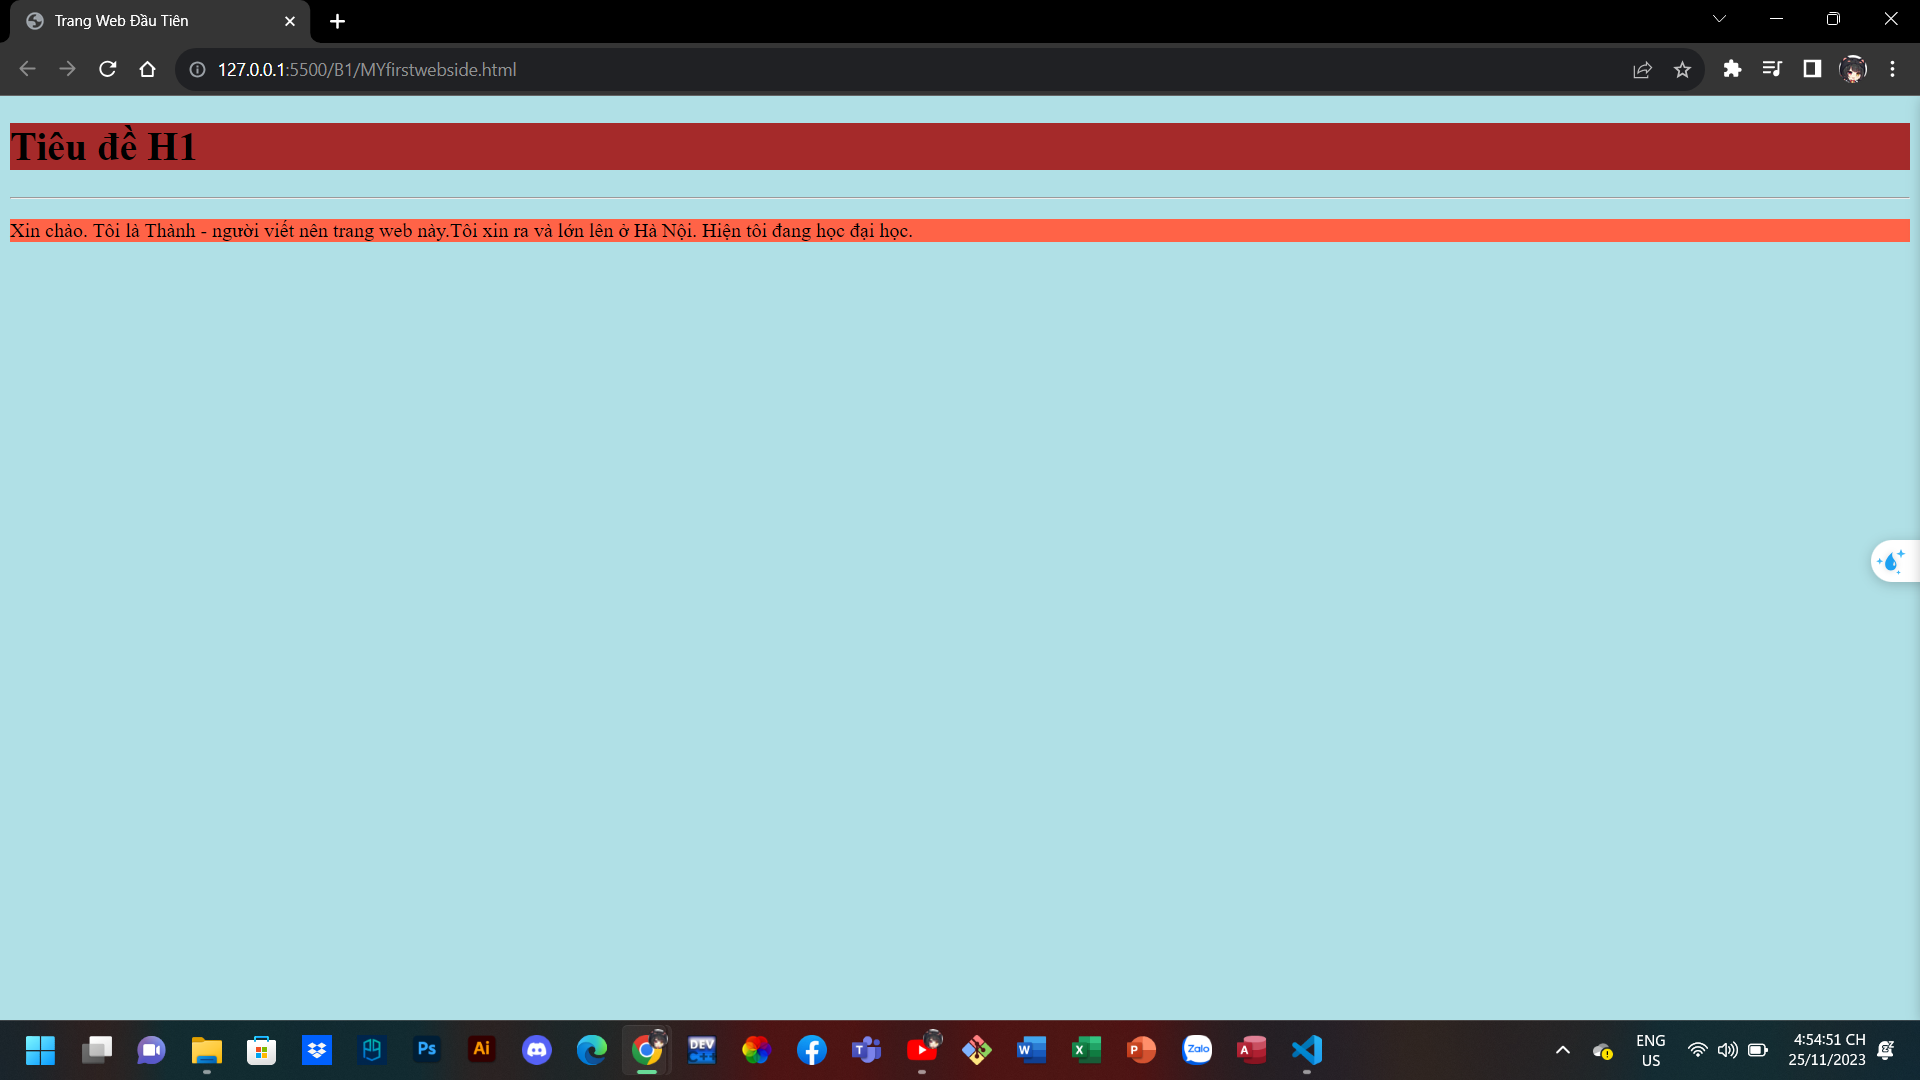 Trang Web Đầu Tiên
127.0.0.1:5500/B1/MYfirstwebside.html
Tiêu đề H1
Xin chào. Tôi là Thành - người viết nên trang web này.Tôi xin ra và lớn lên ở Hà Nội. Hiện tôi đang học đại học.
Ps
Ai
DEV
C++
T
W
X
P
Zalo
A
ENG
US
4:54:51 CH
25/11/2023